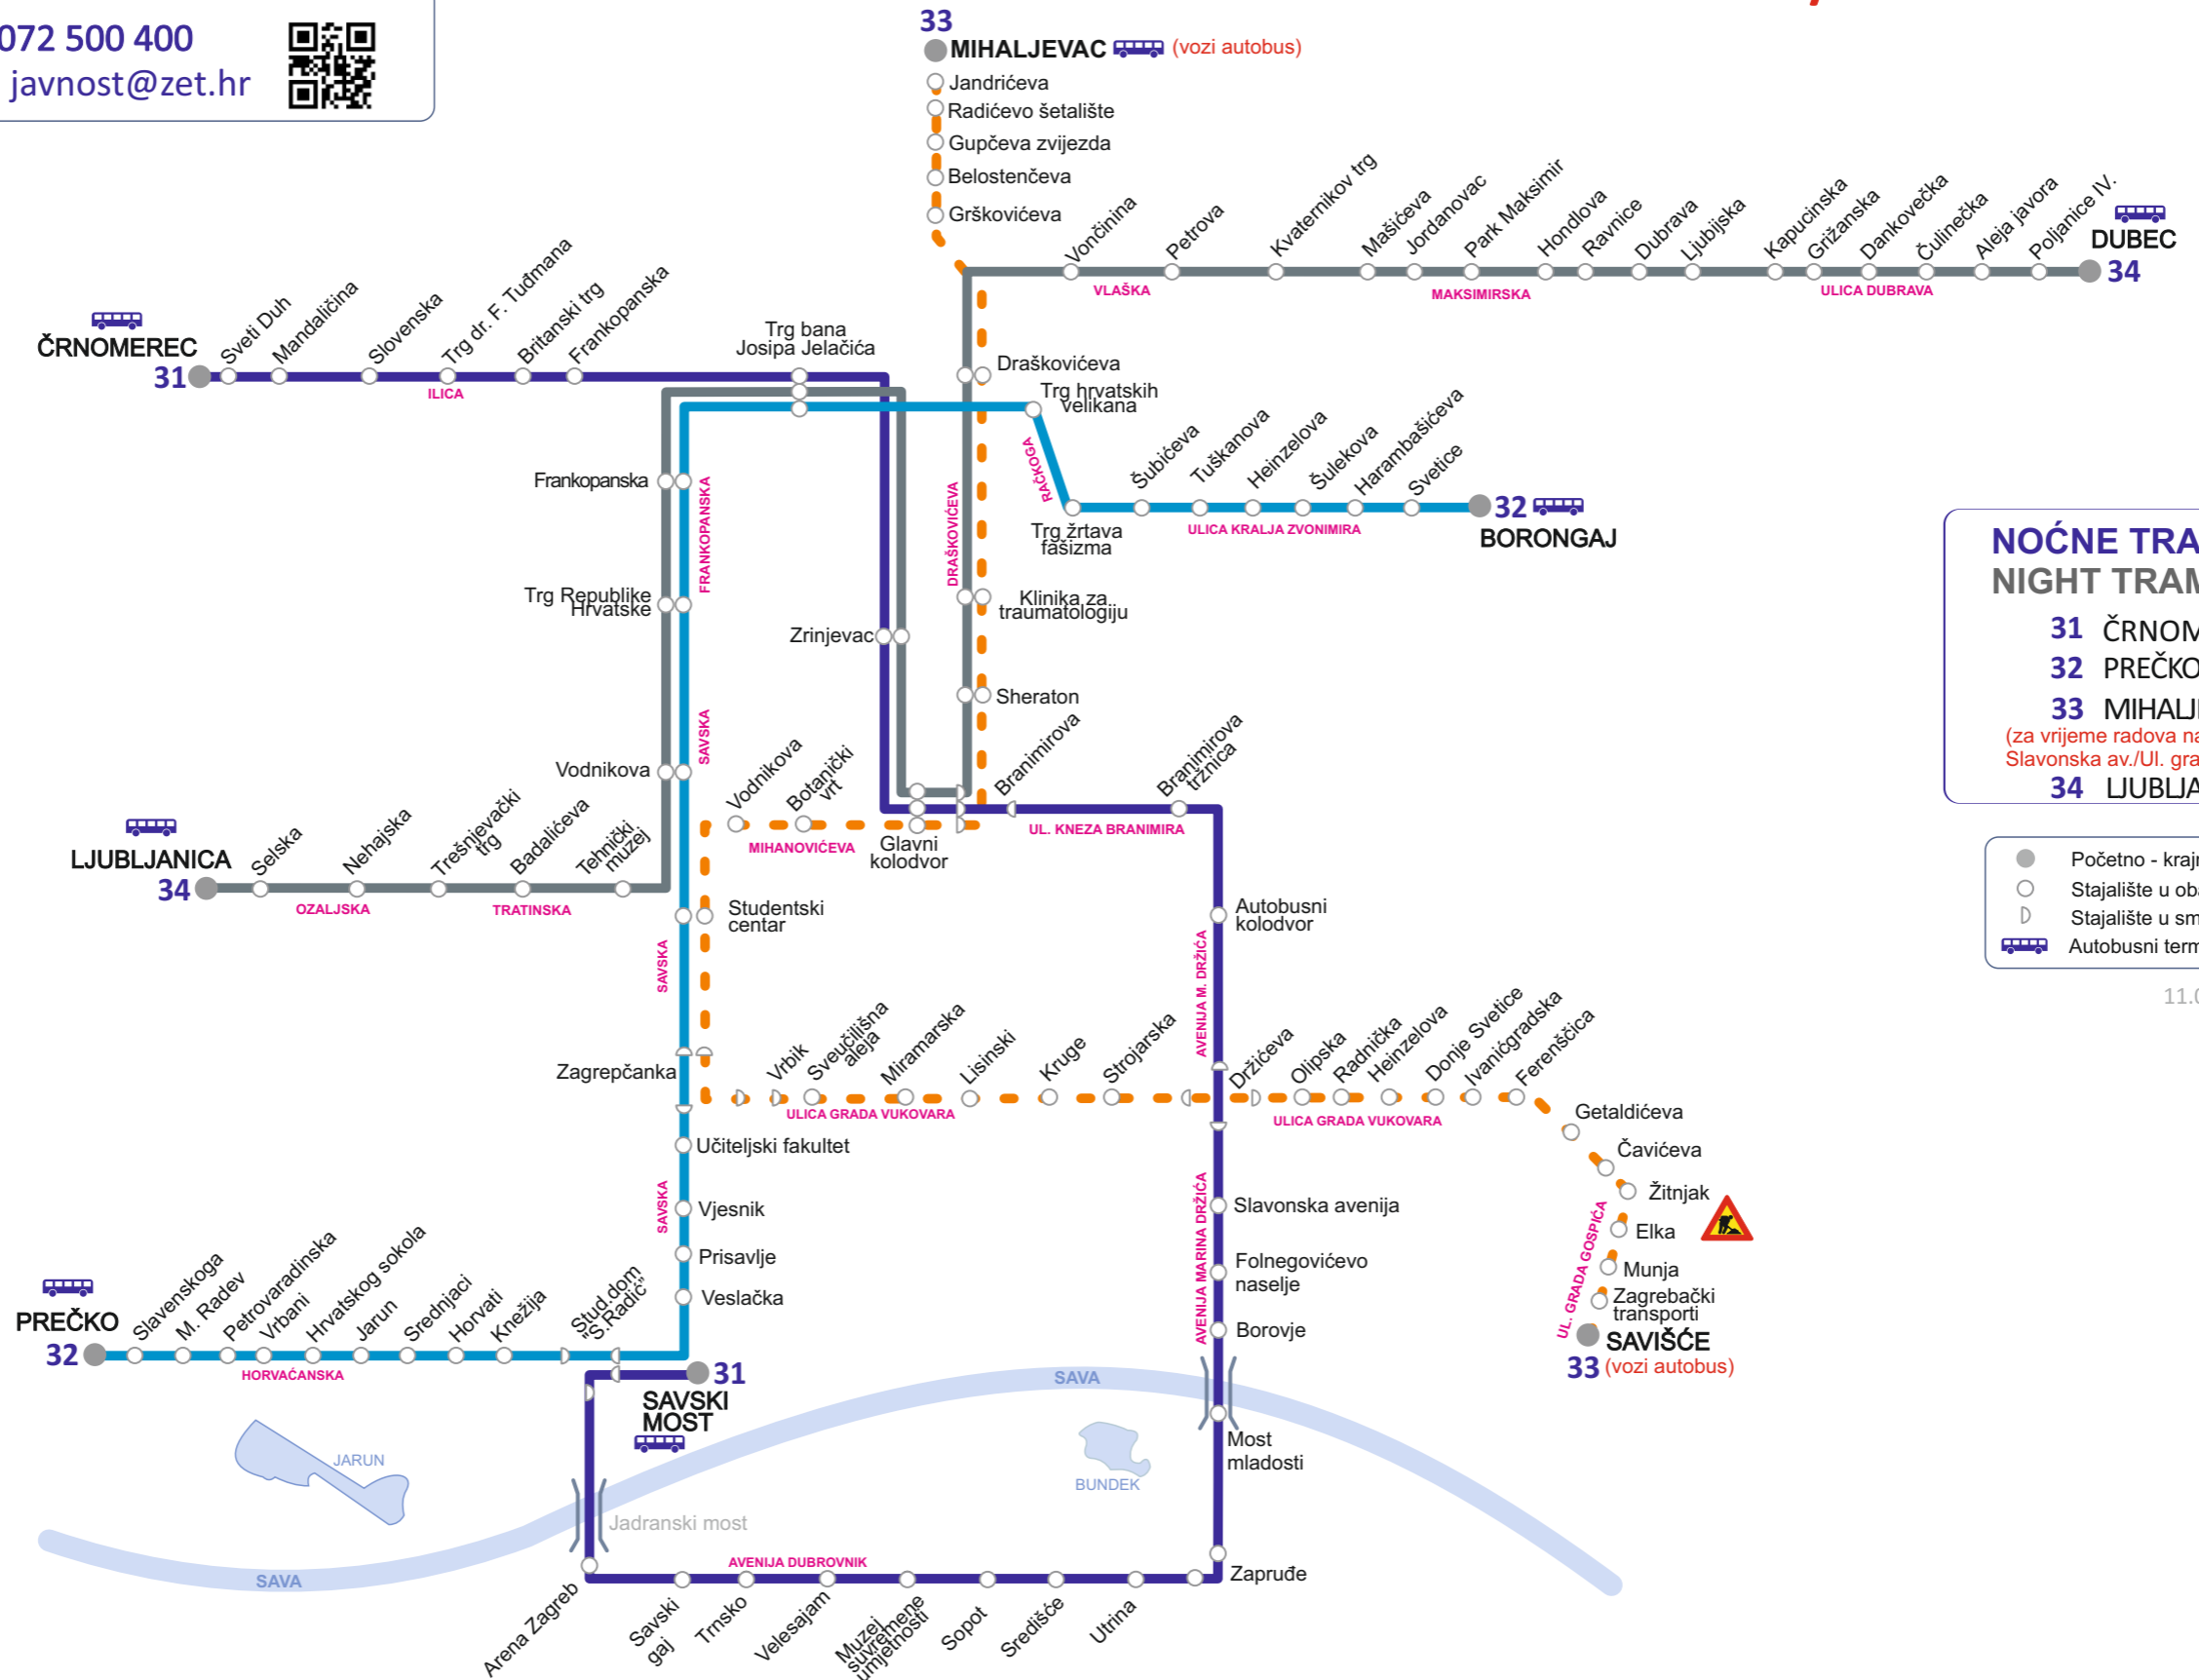 072 500 400
javnost@zet.hr
33
MIHALJEVAC (vozi autobus)
Jandrićeva
Radićevo šetalište
Gupčeva zvijezda
Belostenčeva
Grškovićeva
Vončinina
Petrova
Kvaternikov trg
Mašićeva
Jordanovac
Park Maksimir
Hondlova
Ravnice
Dubrava
Ljubijska
Kapucinska
Grižanska
Dankovečka
Čulinečka
Aleja javora
Poljanice IV.
DUBEC
34
VLAŠKA
MAKSIMIRSKA
ULICA DUBRAVA
ČRNOMEREC
31
Sveti Duh
Mandaličina
Slovenska
Trg dr. F. Tuđmana
Britanski trg
Frankopanska
ILICA
Trg bana
Josipa Jelačića
Draškovićeva
Trg hrvatskih
velikana
RAČKOGA
Trg žrtava
fašizma
Šubićeva
Tuškanova
Heinzelova
Šulekova
Harambašićeva
Svetice
32
BORONGAJ
ULICA KRALJA ZVONIMIRA
Frankopanska
FRANKOPANSKA
DRAŠKOVIĆEVA
Trg Republike
Hrvatske
Klinika za
traumatologiju
Zrinjevac
Sheraton
SAVSKA
Vodnikova
Vodnikova
Botanički
vrt
Branimirova
Branimirova
tržnica
MIHANOVIĆEVA
Glavni
kolodvor
UL. KNEZA BRANIMIRA
LJUBLJANICA
34
Selska
Nehajska
Trešnjevački
trg
Badalićeva
Tehnički
muzej
OZALJSKA
TRATINSKA
Studentski
centar
SAVSKA
Autobusni
kolodvor
AVENIJA M. DRŽIĆA
Zagrepčanka
Vrbik
Sveučilišna
aleja
Miramarska
Lisinski
Kruge
Strojarska
Držićeva
Olipska
Radnička
Heinzelova
Donje Svetice
Ivanićgradska
Ferenščica
ULICA GRADA VUKOVARA
ULICA GRADA VUKOVARA
Getaldićeva
Čavićeva
Žitnjak
Elka
Munja
Zagrebački
transporti
UL. GRADA GOSPIĆA
SAVIŠĆE
33 (vozi autobus)
Učiteljski fakultet
SAVSKA
Vjesnik
Prisavlje
Veslačka
Slavonska avenija
Folnegovićevo
naselje
Borovje
AVENIJA MARINA DRŽIĆA
PREČKO
32
Slavenskoga
M. Radev
Petrovaradinska
Vrbani
Hrvatskog sokola
Jarun
Srednjaci
Horvati
Knežija
Stud.dom
"S.Radić"
HORVAĆANSKA
31
SAVSKI
MOST
SAVA
Most
mladosti
JARUN
BUNDEK
Jadranski most
SAVA
AVENIJA DUBROVNIK
Zapruđe
Arena Zagreb
Savski
gaj
Trnsko
Velesajam
Muzej
suvremene
umjetnosti
Sopot
Središće
Utrina
NOĆNE TRA
NIGHT TRAM
31 ČRNOM
32 PREČKO
33 MIHALJE
(za vrijeme radova na
Slavonska av./Ul. gra
34 LJUBLJA
Početno - krajn
Stajalište u oba
Stajalište u sm
Autobusni term
11.0